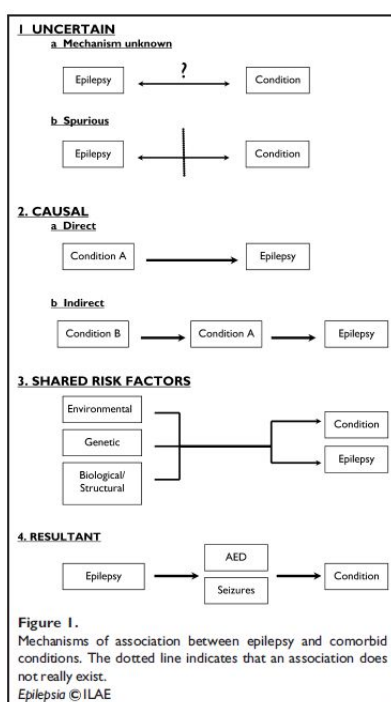 1 UNCERTAIN
a Mechanism unknown
?
Epilepsy Condition
b Spurious
Epilepsy Condition
2. CAUSAL
a Direct
Condition A Epilepsy
b Indirect
Condition B Condition A Epilepsy
3. SHARED RISK FACTORS
Environmental
Condition
Genetic
Epilepsy
Biological/
Structural
4. RESULTANT
AED
Epilepsy Condition
Seizures
Figure 1.
Mechanisms of association between epilepsy and comorbid
conditions. The dotted line indicates that an association does
not really exist.
Epilepsia © ILAE